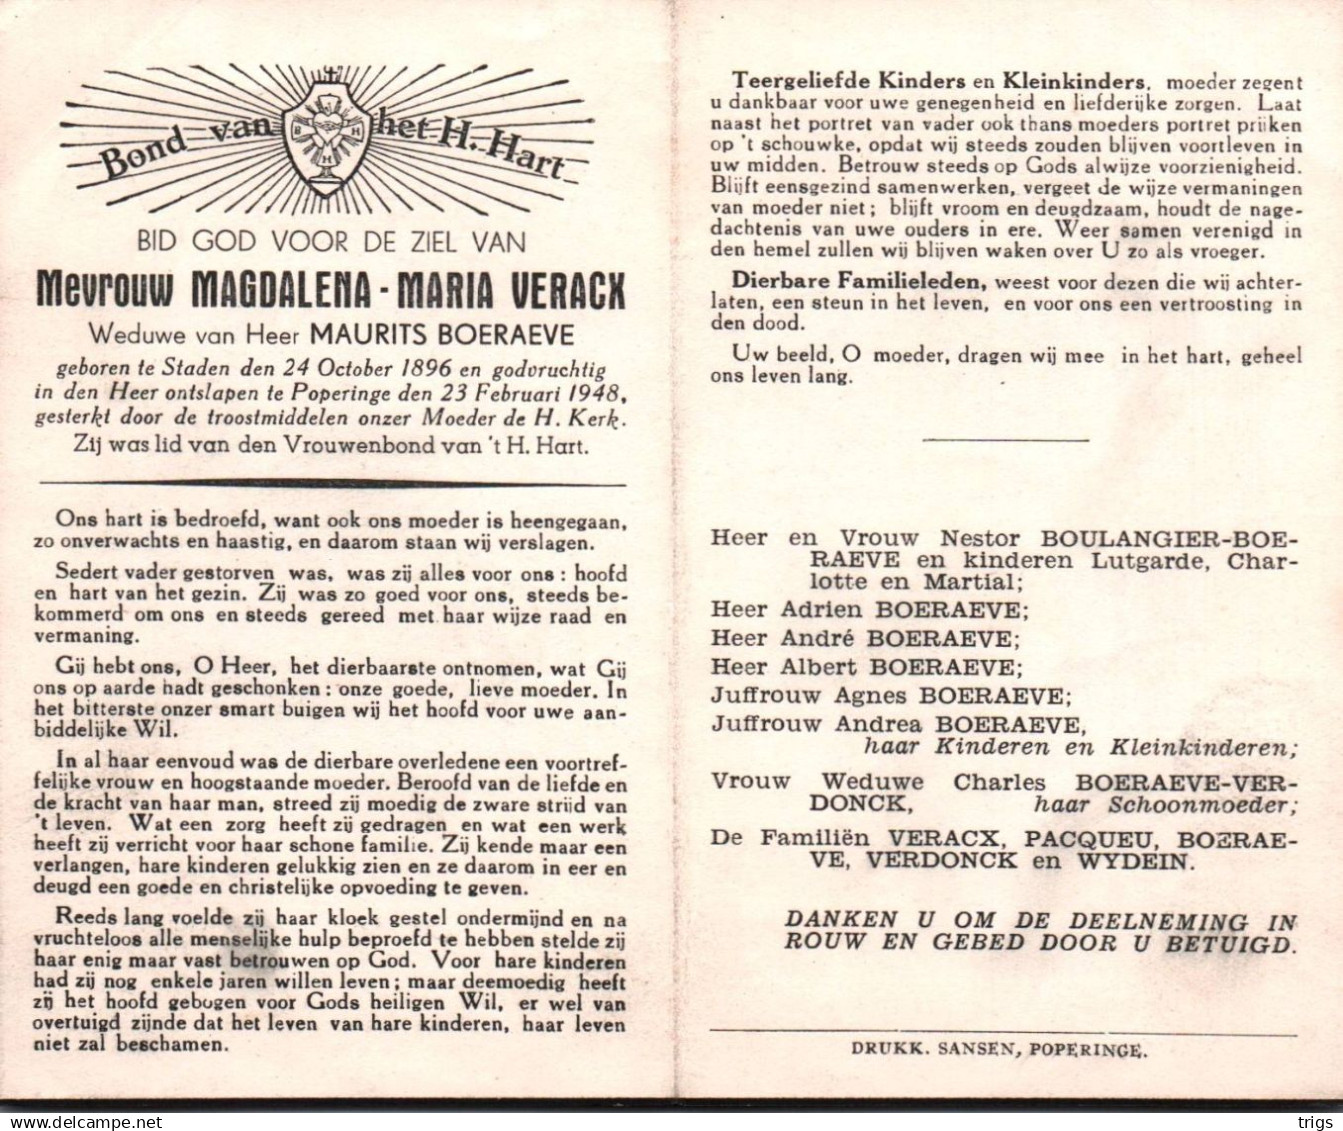 Bond van het H. Hart
B H
H
BID GOD VOOR DE ZIEL VAN
Mevrouw MAGDALENA - MARIA VERACX
Weduwe van Heer MAURITS BOERAEVE
geboren te Staden den 24 October 1896 en godvruchtig
in den Heer ontslapen te Poperinge den 23 Februari 1948,
gesterkt door de troostmiddelen onzer Moeder de H. Kerk.
Zij was lid van den Vrouwenbond van 't H. Hart.
Ons hart is bedroefd, want ook ons moeder is heengegaan,
zo onverwachts en haastig, en daarom staan wij verslagen.
Sedert vader gestorven was, was zij alles voor ons : hoofd
en hart van het gezin. Zij was zo goed voor ons, steeds be-
kommerd om ons en steeds gereed met haar wijze raad en
vermaning.
Gij hebt ons, O Heer, het dierbaarste ontnomen, wat Gij
ons op aarde hadt geschonken : onze goede, lieve moeder. In
het bitterste onzer smart buigen wij het hoofd voor uwe aan-
biddelijke Wil.
In al haar eenvoud was de dierbare overledene een voortref-
felijke vrouw en hoogstaande moeder. Beroofd van de liefde en
de kracht van haar man, streed zij moedig de zware strijd van
't leven. Wat een zorg heeft zij gedragen en wat een werk
heeft zij verricht voor haar schone familie. Zij kende maar een
verlangen, hare kinderen gelukkig zien en ze daarom in eer en
deugd een goede en christelijke opvoeding te geven.
Reeds lang voelde zij haar kloek gestel ondermijnd en na
vruchteloos alle menselijke hulp beproefd te hebben stelde zij
haar enig maar vast betrouwen op God. Voor hare kinderen
had zij nog enkele jaren willen leven ; maar deemoedig heeft
zij het hoofd gebogen voor Gods heiligen Wil, er wel van
overtuigd zijnde dat het leven van hare kinderen, haar leven
niet zal beschamen.
Teergeliefde Kinders en Kleinkinders, moeder zegent
u dankbaar voor uwe genegenheid en liefderijke zorgen. Laat
naast het portret van vader ook thans moeders portret prijken
op 't schouwke, opdat wij steeds zouden blijven voortleven in
uw midden. Betrouw steeds op Gods alwijze voorzienigheid.
Blijft eensgezind samenwerken, vergeet de wijze vermaningen
van moeder niet ; blijft vroom en deugdzaam, houdt de nage-
dachtenis van uwe ouders in ere. Weer samen verenigd in
den hemel zullen wij blijven waken over U zo als vroeger.
Dierbare Familieleden, weest voor dezen die wij achter-
laten, een steun in het leven, en voor ons een vertroosting in
den dood.
Uw beeld, O moeder, dragen wij mee in het hart, geheel
ons leven lang.
Heer en Vrouw Nestor BOULANGIER-BOE-
RAEVE en kinderen Lutgarde, Char-
lotte en Martial;
Heer Adrien BOERAEVE;
Heer André BOERAEVE;
Heer Albert BOERAEVE;
Juffrouw Agnes BOERAEVE;
Juffrouw Andrea BOERAEVE,
haar Kinderen en Kleinkinderen;
Vrouw Weduwe Charles BOERAEVE-VER-
DONCK, haar Schoonmoeder;
De Familiën VERACX, PACQUEU, BOERAE-
VE, VERDONCK en WYDEIN.
DANKEN U OM DE DEELNEMING IN
ROUW EN GEBED DOOR U BETUIGD.
DRUKK. SANSEN, POPERINGE.
trigs